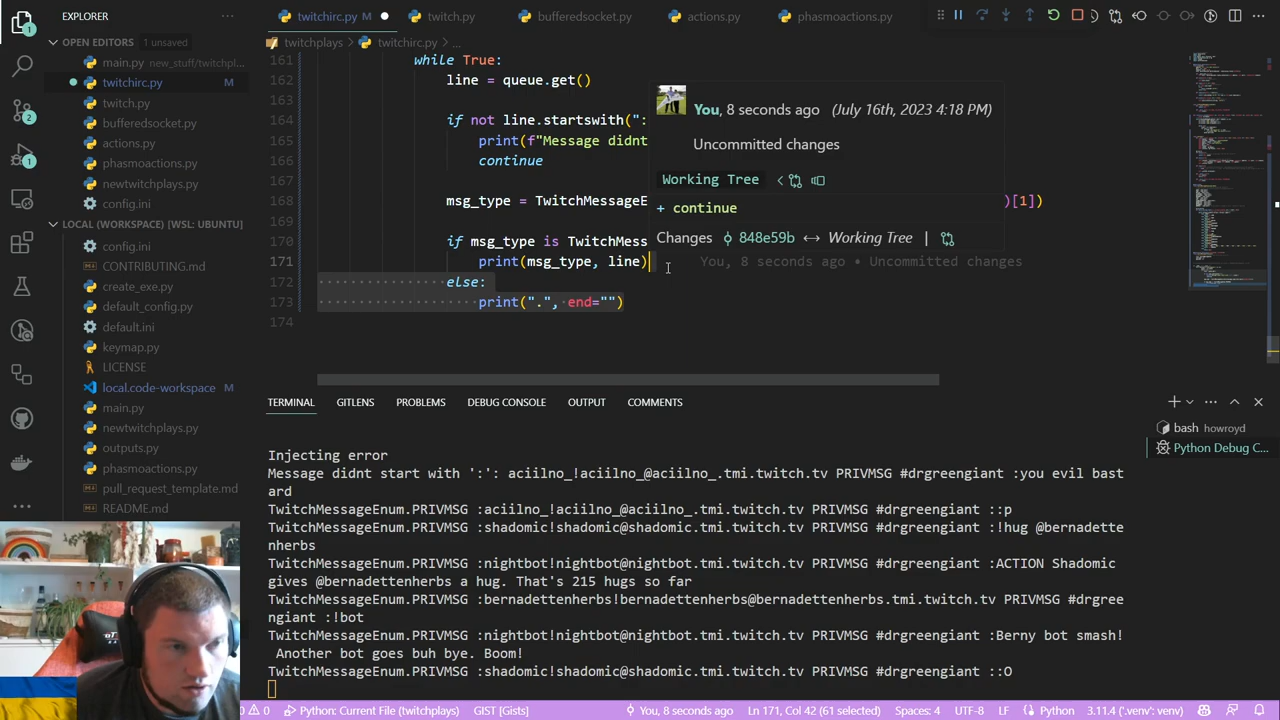 EXPLORER
OPEN EDITORS 1 unsaved
main.py new_stuff/twitchpl...
twitchirc.py M
twitch.py
bufferedsocket.py
actions.py
phasmoactions.py
newtwitchplays.py
config.ini
LOCAL (WORKSPACE) [WSL: UBUNTU]
config.ini
CONTRIBUTING.md
create_exe.py
default_config.py
default.ini
keymap.py
LICENSE
local.code-workspace M
main.py
newtwitchplays.py
outputs.py
phasmoactions.py
pull_request_template.md
README.md
twitchirc.py M
twitch.py
bufferedsocket.py
actions.py
phasmoactions.py
twitchplays > twitchirc.py > ...
161 while True:
162 line = queue.get()
163
164 if not line.startswith(":
165 print(f"Message didnt
166 continue
167
168 msg_type = TwitchMessageE )[1])
169
170 if msg_type is TwitchMess
171 print(msg_type, line) You, 8 seconds ago • Uncommitted changes
172 else:
173 print(".", end="")
174
You, 8 seconds ago (July 16th, 2023 4:18 PM)
Uncommitted changes
Working Tree
+ continue
Changes 848e59b ↔ Working Tree |
TERMINAL GITLENS PROBLEMS DEBUG CONSOLE OUTPUT COMMENTS
bash howroyd
Python Debug C...
Injecting error
Message didnt start with ':': aciilno_!aciilno_@aciilno_.tmi.twitch.tv PRIVMSG #drgreengiant :you evil bast
ard
TwitchMessageEnum.PRIVMSG :aciilno_!aciilno_@aciilno_.tmi.twitch.tv PRIVMSG #drgreengiant ::p
TwitchMessageEnum.PRIVMSG :shadomic!shadomic@shadomic.tmi.twitch.tv PRIVMSG #drgreengiant :!hug @bernadette
nherbs
TwitchMessageEnum.PRIVMSG :nightbot!nightbot@nightbot.tmi.twitch.tv PRIVMSG #drgreengiant :ACTION Shadomic
gives @bernadettenherbs a hug. That's 215 hugs so far
TwitchMessageEnum.PRIVMSG :bernadettenherbs!bernadettenherbs@bernadettenherbs.tmi.twitch.tv PRIVMSG #drgree
ngiant :!bot
TwitchMessageEnum.PRIVMSG :nightbot!nightbot@nightbot.tmi.twitch.tv PRIVMSG #drgreengiant :Berny bot smash!
Another bot goes buh bye. Boom!
TwitchMessageEnum.PRIVMSG :shadomic!shadomic@shadomic.tmi.twitch.tv PRIVMSG #drgreengiant ::O
0 Python: Current File (twitchplays) GIST [Gists] You, 8 seconds ago Ln 171, Col 42 (61 selected) Spaces: 4 UTF-8 LF Python 3.11.4 ('.venv': venv)